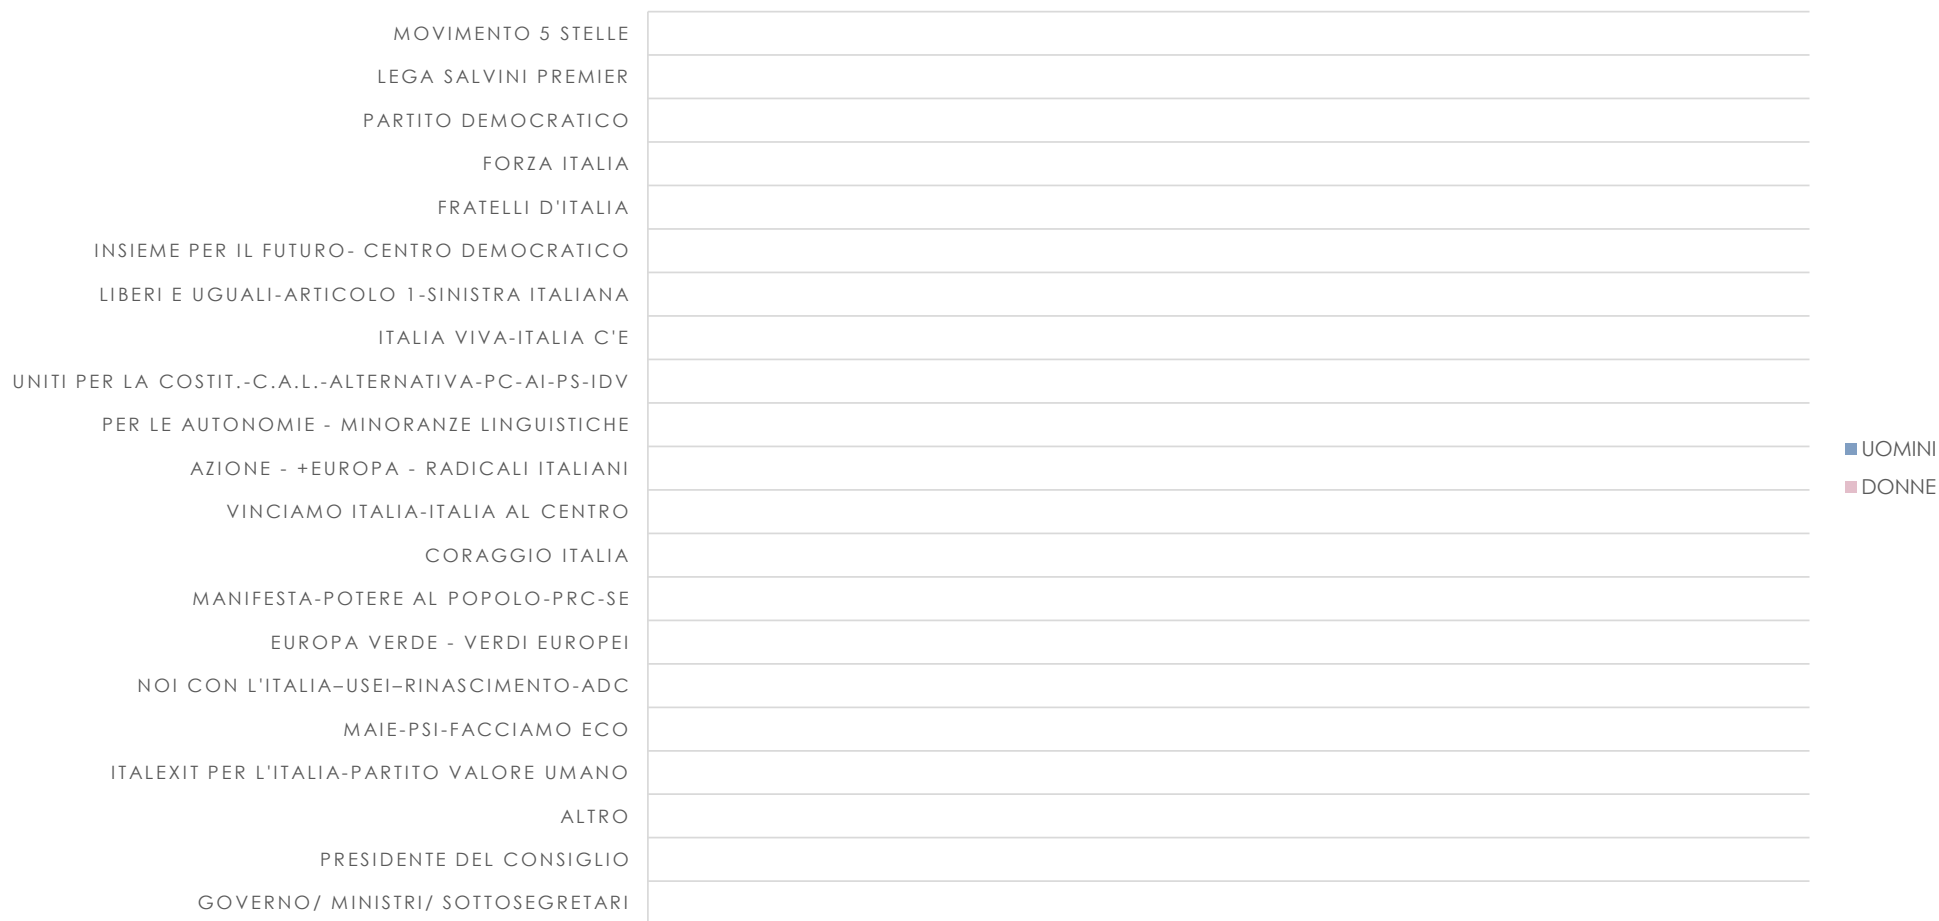 MOVIMENTO 5 STELLE
LEGA SALVINI PREMIER
PARTITO DEMOCRATICO
FORZA ITALIA
FRATELLI D'ITALIA
INSIEME PER IL FUTURO- CENTRO DEMOCRATICO
LIBERI E UGUALI-ARTICOLO 1-SINISTRA ITALIANA
ITALIA VIVA-ITALIA C'E
UNITI PER LA COSTIT.-C.A.L.-ALTERNATIVA-PC-AI-PS-IDV
PER LE AUTONOMIE - MINORANZE LINGUISTICHE
AZIONE - +EUROPA - RADICALI ITALIANI
VINCIAMO ITALIA-ITALIA AL CENTRO
CORAGGIO ITALIA
MANIFESTA-POTERE AL POPOLO-PRC-SE
EUROPA VERDE - VERDI EUROPEI
NOI CON L'ITALIA–USEI–RINASCIMENTO-ADC
MAIE-PSI-FACCIAMO ECO
ITALEXIT PER L'ITALIA-PARTITO VALORE UMANO
ALTRO
PRESIDENTE DEL CONSIGLIO
GOVERNO/ MINISTRI/ SOTTOSEGRETARI
UOMINI
DONNE